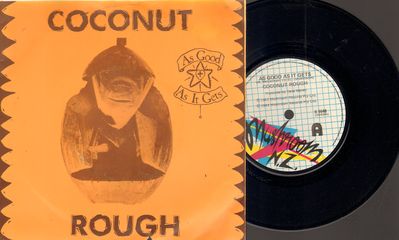 COCONUT
As Good
As It Gets
ROUGH
AS GOOD AS IT GETS
COCONUT ROUGH
A
Mushroom
N.Z.